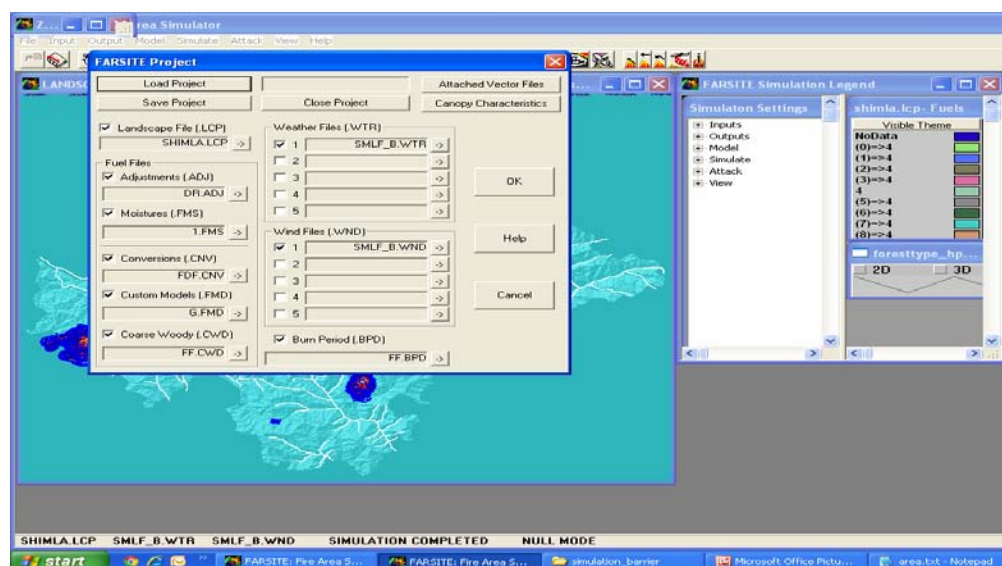 Z... rea Simulator
File Input Output Model Simulate Attack View Help
FARSITE Project
Load Project
Attached Vector Files
Save Project
Close Project
Canopy Characteristics
Landscape File (.LCP)
SHIMLA.LCP ->
Fuel Files
Adjustments (.ADJ)
DR.ADJ ->
Moistures (.FMS)
1.FMS ->
Conversions (.CNV)
FDF.CNV ->
Custom Models (.FMD)
G.FMD ->
Coarse Woody (.CWD)
FF.CWD ->
Weather Files (.WTR)
1 SMLF_B.WTR ->
2 ->
3 ->
4 ->
5 ->
Wind Files (.WND)
1 SMLF_B.WND ->
2 ->
3 ->
4 ->
5 ->
Burn Period (.BPD)
FF.BPD ->
OK
Help
Cancel
LANDSC
FARSITE Simulation Legend
Simulaton Settings
Inputs
Outputs
Model
Simulate
Attack
View
shimla.lcp- Fuels
Visible Theme
NoData
(0)=>4
(1)=>4
(2)=>4
(3)=>4
4
(5)=>4
(6)=>4
(7)=>4
(8)=>4
foresttype_hp...
2D 3D
SHIMLA.LCP SMLF_B.WTR SMLF_B.WND SIMULATION COMPLETED NULL MODE
start
FARSITE: Fire Area S...
FARSITE: Fire Area S...
simulation_barrier
Microsoft Office Pictu...
area.txt - Notepad